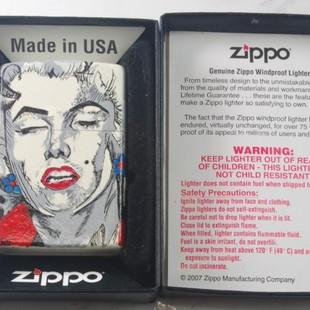 Made in USA
zippo
zippo
Genuine Zippo Windproof Lighter
From timeless design to the unmistakable
from the quality of materials and workmans
Lifetime Guarantee . . . these are the featu
make a Zippo lighter so satisfying to own.
The fact that the Zippo windproof lighter h
endured, virtually unchanged, for over 75
proof of its appeal to millions of users and
WARNING:
KEEP LIGHTER OUT OF REA
OF CHILDREN - THIS LIGHTE
NOT CHILD RESISTANT
Lighter does not contain fuel when shipped f
Safety Precautions:
Ignite lighter away from face and clothing.
Zippo lighters do not self-extinguish.
Be careful not to drop lighter when it is lit.
Close lid to extinguish flame.
When filled, lighter contains flammable fluid.
Fuel is a skin irritant, do not overfill.
Keep away from heat above 120° F (49° C) and p
exposure to sunlight.
Do not incinerate.
© 2007 Zippo Manufacturing Company